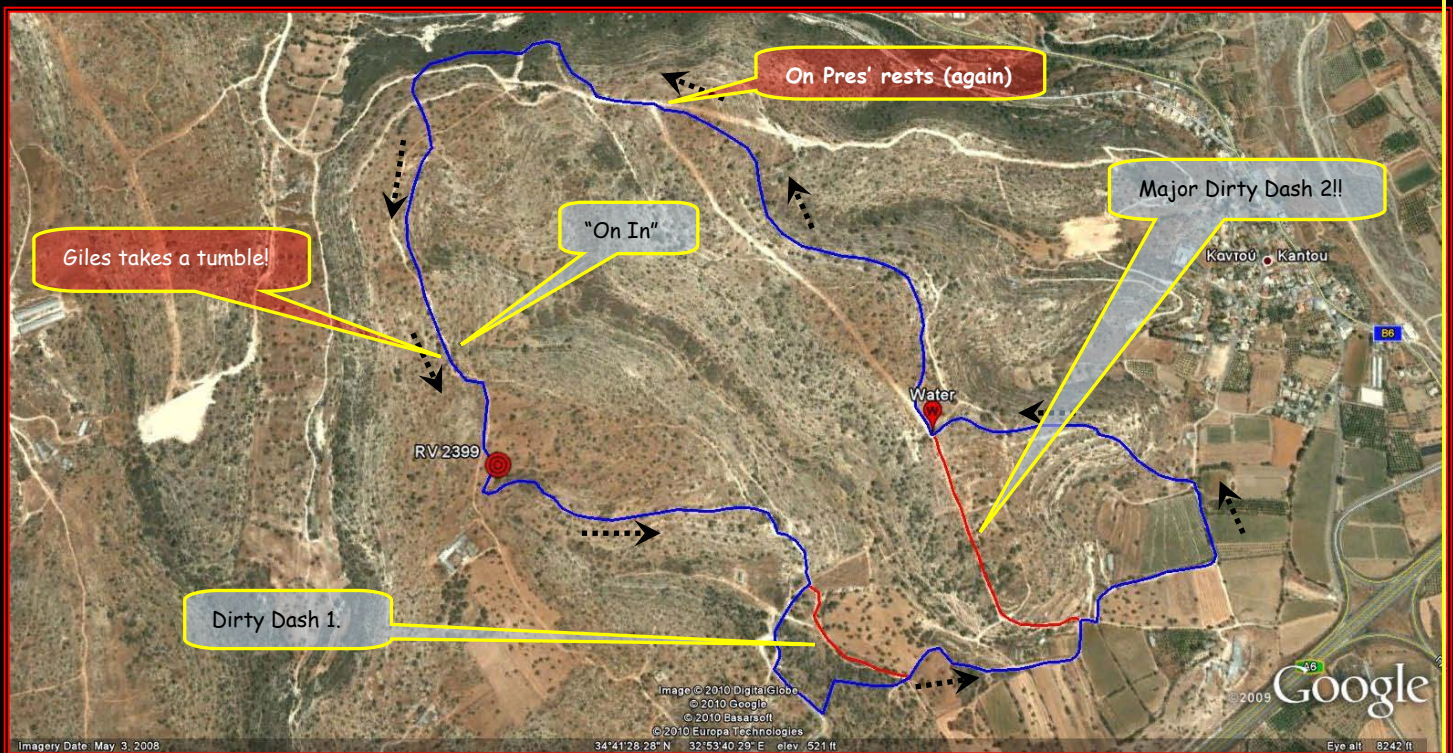 On Pres' rests (again)
Major Dirty Dash 2!!
"On In"
Giles takes a tumble!
Καντού Kantou
B6
Water
W
RV 2399
Dirty Dash 1.
A6
Image © 2010 DigitalGlobe
© 2010 Google
© 2010 Basarsoft
© 2010 Europa Technologies
©2009 Google
Imagery Date: May 3, 2008
34°41'28.28" N 32°53'40.29" E elev 521 ft
Eye alt 8242 ft